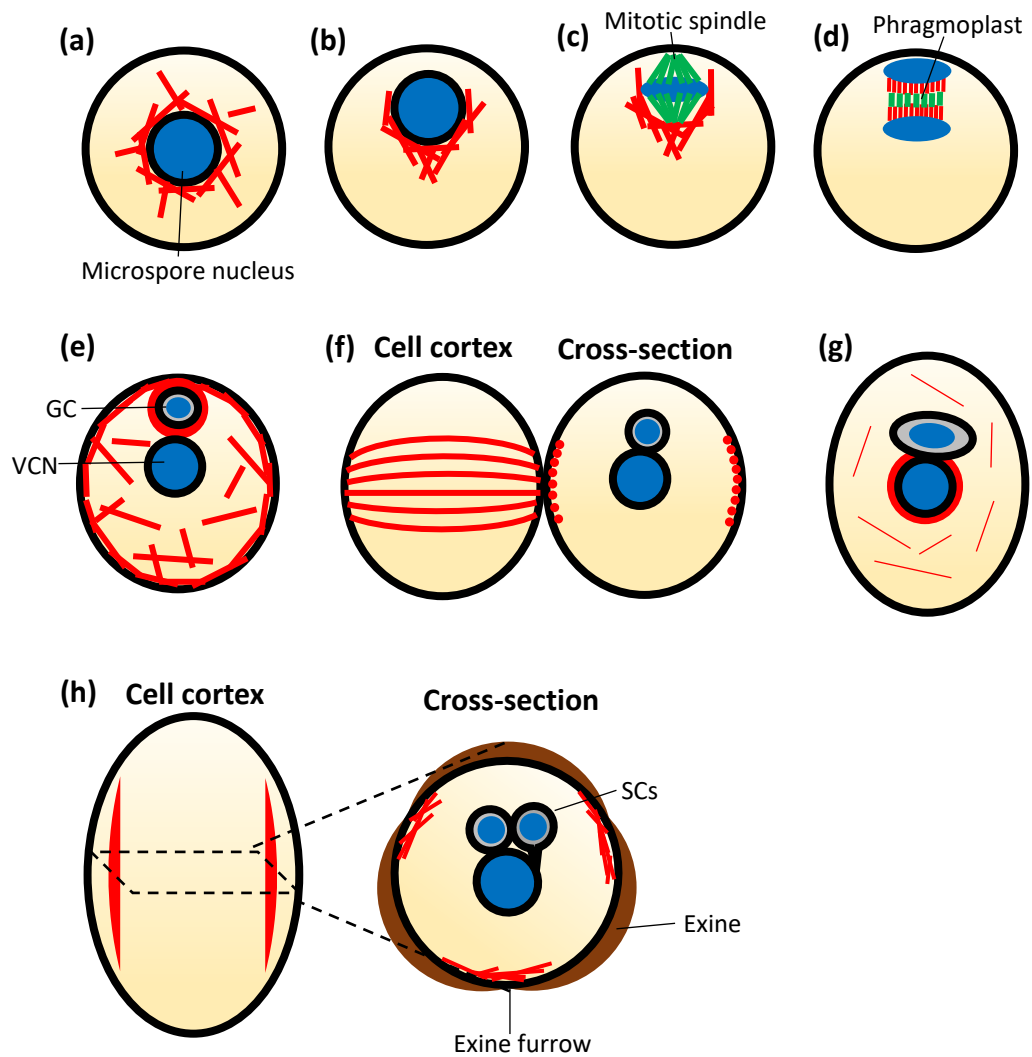 (a)
(b)
(c)
Mitotic spindle
(d)
Phragmoplast
Microspore nucleus
(e)
GC
VCN
(f)
Cell cortex
Cross-section
(g)
(h)
Cell cortex
Cross-section
SCs
Exine
Exine furrow